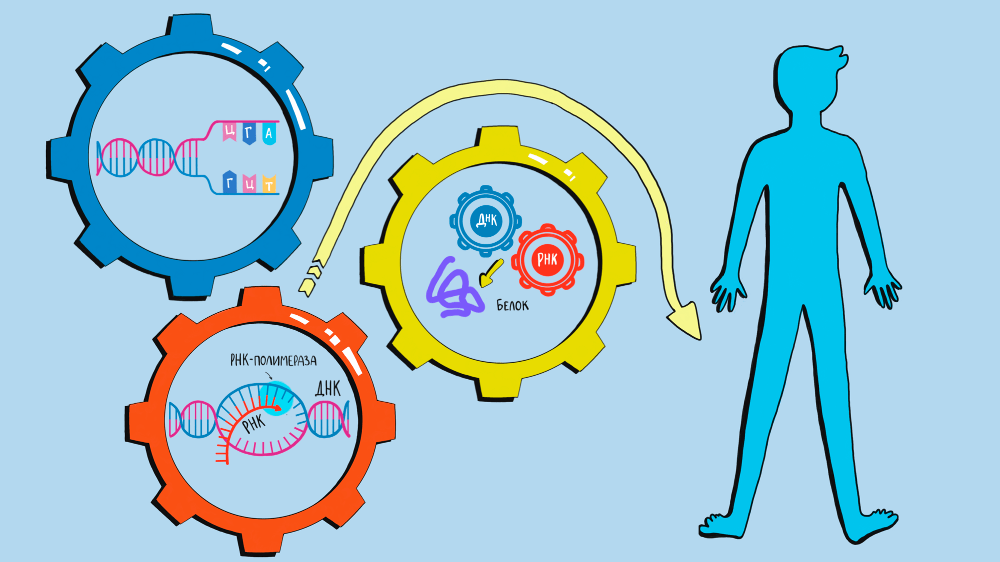 Ц Г А
Г Ц Т
РНК-ПОЛИМЕРАЗА
ДНК
РНК
ДНК
РНК
БЕЛОК